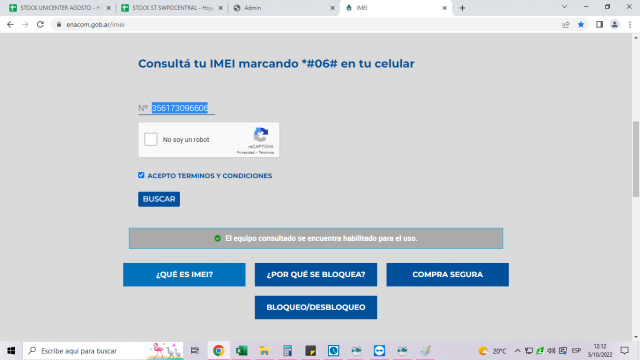 STOCK UNICENTER AGOSTO - Ho
STOCK ST SWPOCENTRAL - Hoja
Admin
IMEI
enacom.gob.ar/imei
Consultá tu IMEI marcando *#06# en tu celular
Nº 356173096606
No soy un robot
reCAPTCHA
Privacidad - Términos
ACEPTO TERMINOS Y CONDICIONES
BUSCAR
El equipo consultado se encuentra habilitado para el uso.
¿QUÉ ES IMEI?
¿POR QUÉ SE BLOQUEA?
COMPRA SEGURA
BLOQUEO/DESBLOQUEO
Escribe aquí para buscar
20°C
ESP
12:12
5/10/2022